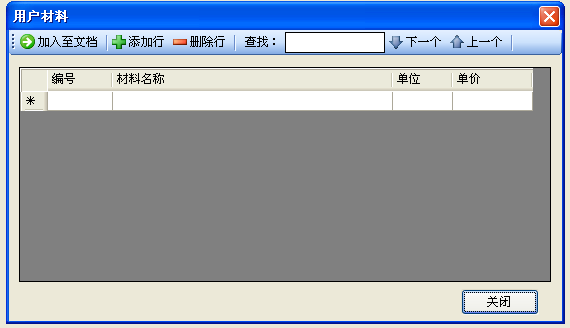 用户材料
加入至文档 添加行 删除行 查找： 下一个 上一个
编号 材料名称 单位 单价
关闭